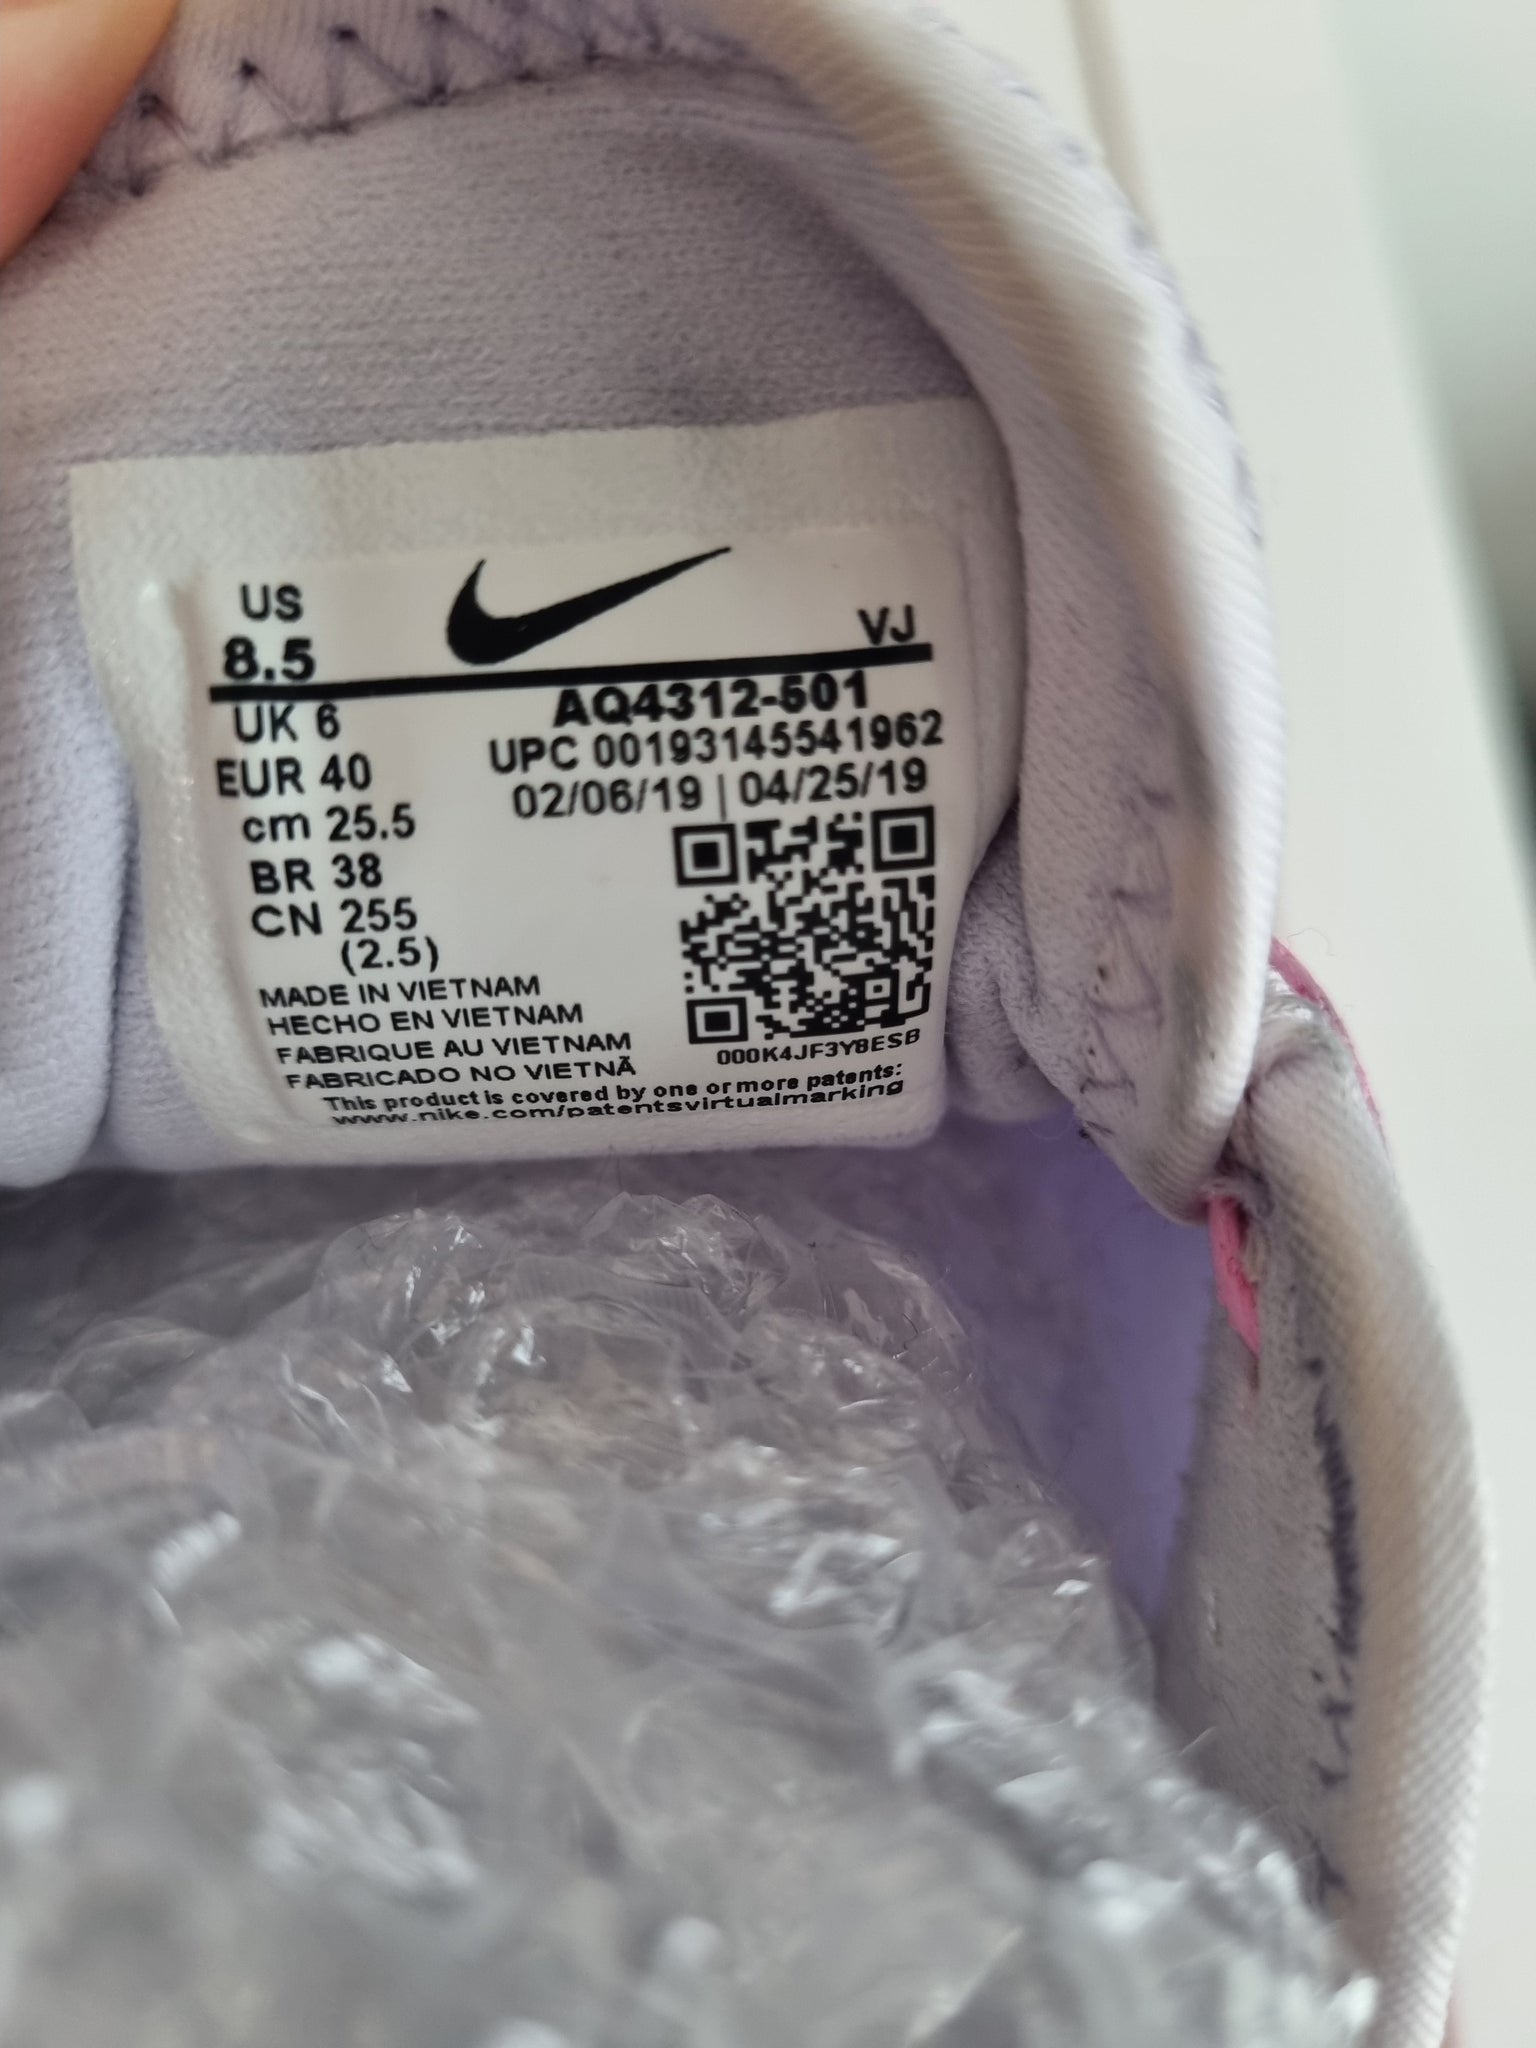 US
8.5
VJ
UK 6
EUR 40
cm 25.5
BR 38
CN 255
(2.5)
AQ4312-501
UPC 00193145541962
02/06/19 | 04/25/19
000K4JF3Y8ESB
MADE IN VIETNAM
HECHO EN VIETNAM
FABRIQUE AU VIETNAM
FABRICADO NO VIETNÃ
This product is covered by one or more patents:
www.nike.com/patentsvirtualmarking